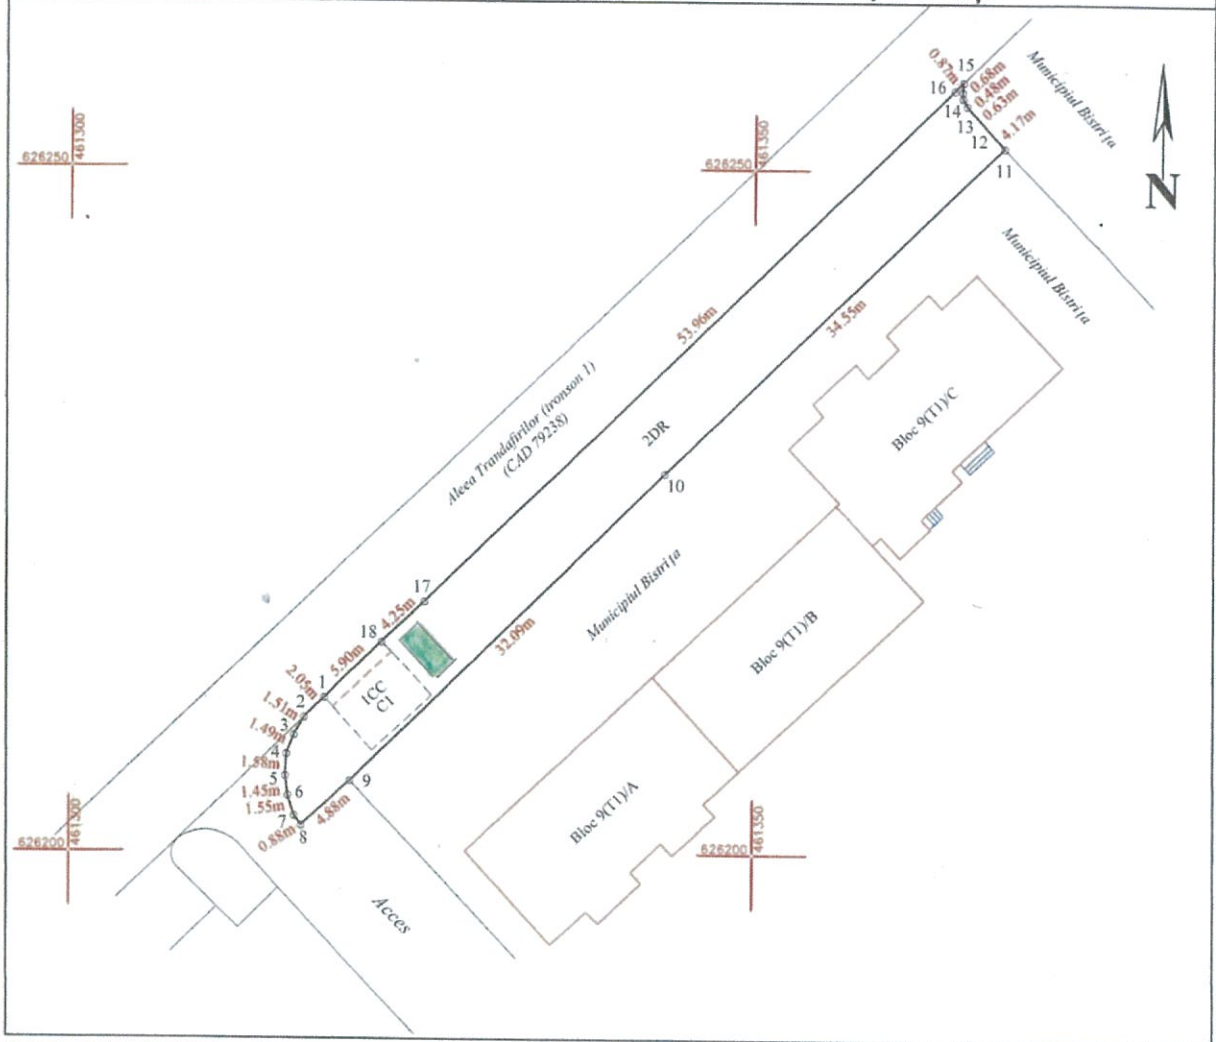 15
0.87m
0.68m
16
0.48m
14
0.63m
13
4.17m
12
11
Municipiul Bistrița
N
461300
626250
461350
626250
Municipiul Bistrița
53.96m
34.55m
Aleea Trandafirilor (tronson 1)
(CAD 79238)
2DR
Bloc 9(T1)/C
10
Municipiul Bistrița
17
4.25m
18
32.09m
5.90m
1
2.05m
1CC
C1
Bloc 9(T1)/B
2
1.51m
3
1.49m
4
1.58m
5
1.45m
6
1.55m
7
0.88m
8
4.88m
9
461300
626200
461350
626200
Bloc 9(T1)/A
Acces